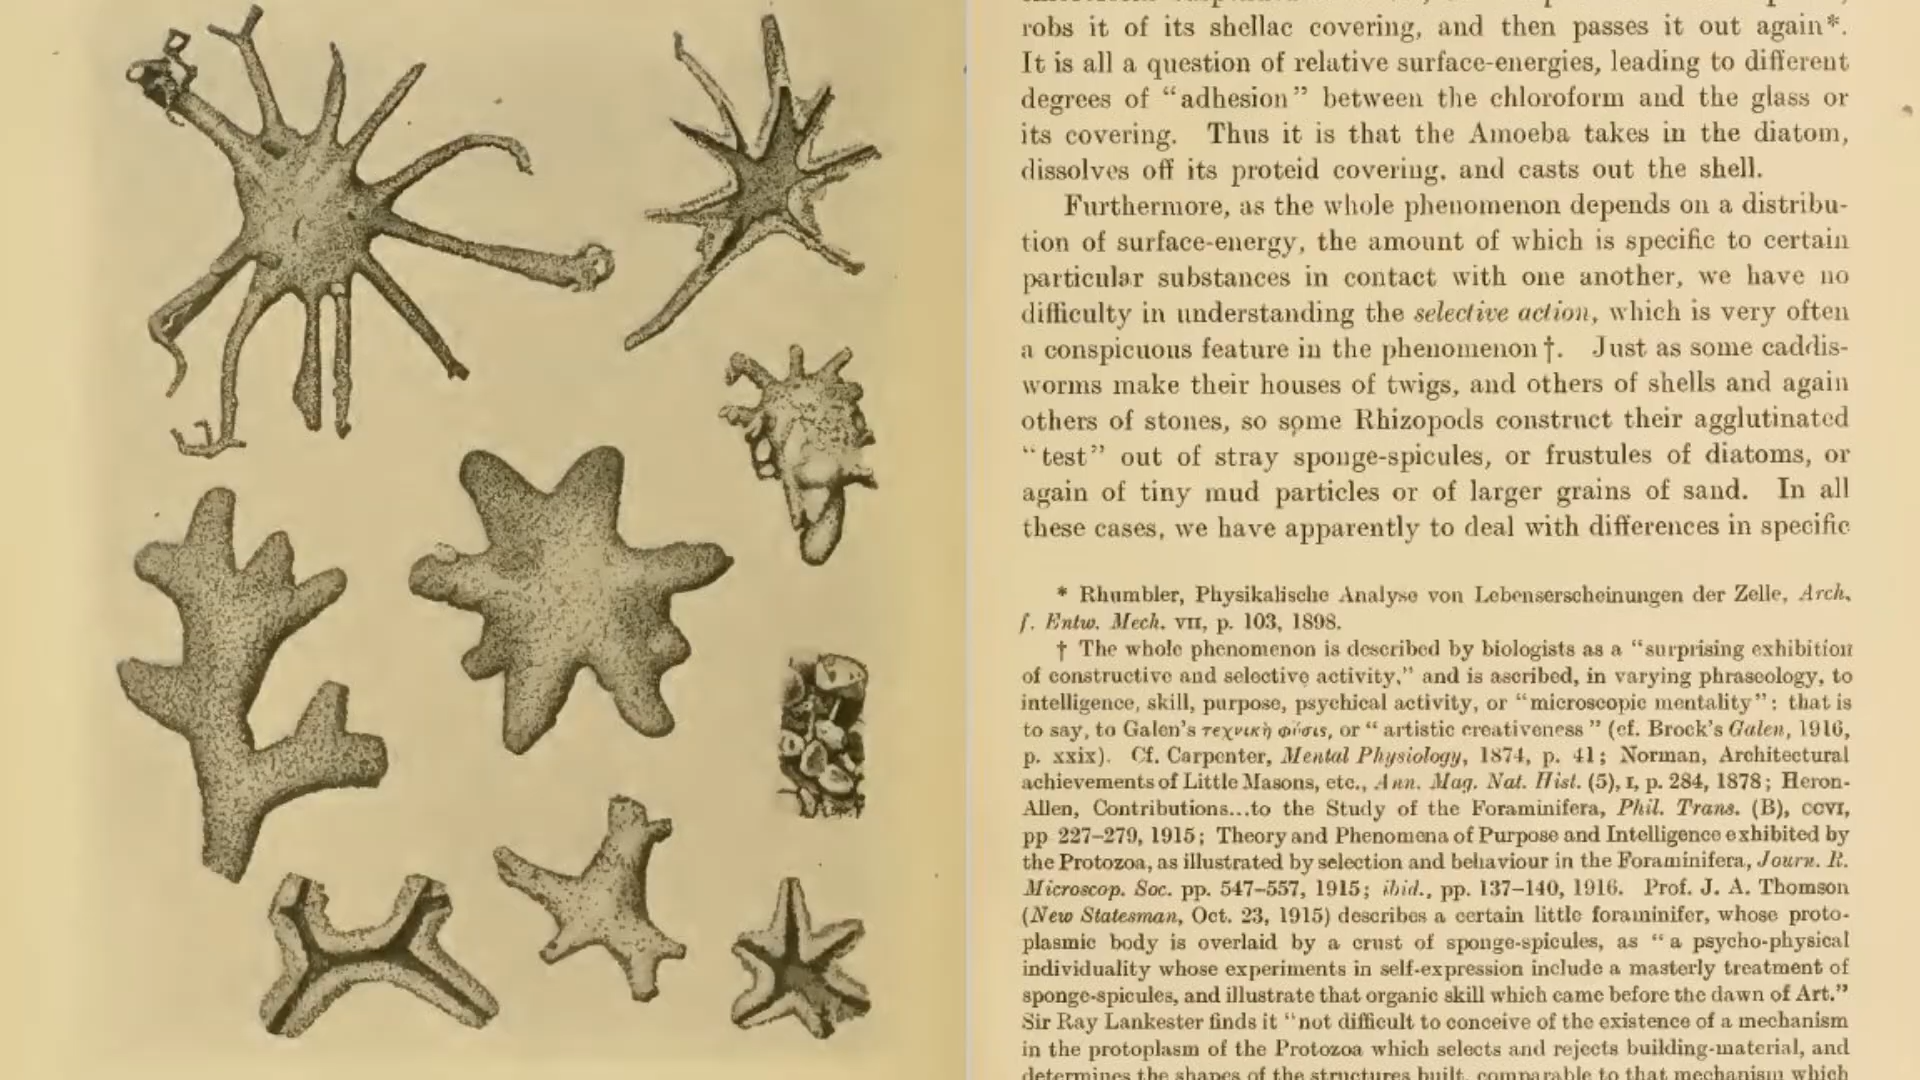 robs it of its shellac covering, and then passes it out again*.
It is all a question of relative surface-energies, leading to different
degrees of “adhesion” between the chloroform and the glass or
its covering. Thus it is that the Amoeba takes in the diatom,
dissolves off its proteid covering, and casts out the shell.
Furthermore, as the whole phenomenon depends on a distribu-
tion of surface-energy, the amount of which is specific to certain
particular substances in contact with one another, we have no
difficulty in understanding the selective action, which is very often
a conspicuous feature in the phenomenon†. Just as some caddis-
worms make their houses of twigs, and others of shells and again
others of stones, so some Rhizopods construct their agglutinated
“test” out of stray sponge-spicules, or frustules of diatoms, or
again of tiny mud particles or of larger grains of sand. In all
these cases, we have apparently to deal with differences in specific
* Rhumbler, Physikalische Analyse von Lebenserscheinungen der Zelle, Arch.
f. Entw. Mech. VII, p. 103, 1898.
† The whole phenomenon is described by biologists as a “surprising exhibition
of constructive and selective activity,” and is ascribed, in varying phraseology, to
intelligence, skill, purpose, psychical activity, or “microscopic mentality”: that is
to say, to Galen's τεχνικὴ φύσις, or “artistic creativeness” (cf. Brock's Galen, 1916,
p. xxix). Cf. Carpenter, Mental Physiology, 1874, p. 41; Norman, Architectural
achievements of Little Masons, etc., Ann. Mag. Nat. Hist. (5), I, p. 284, 1878; Heron-
Allen, Contributions...to the Study of the Foraminifera, Phil. Trans. (B), CCVI,
pp 227–279, 1915; Theory and Phenomena of Purpose and Intelligence exhibited by
the Protozoa, as illustrated by selection and behaviour in the Foraminifera, Journ. R.
Microscop. Soc. pp. 547–557, 1915; ibid., pp. 137–140, 1916. Prof. J. A. Thomson
(New Statesman, Oct. 23, 1915) describes a certain little foraminifer, whose proto-
plasmic body is overlaid by a crust of sponge-spicules, as “a psycho-physical
individuality whose experiments in self-expression include a masterly treatment of
sponge-spicules, and illustrate that organic skill which came before the dawn of Art.”
Sir Ray Lankester finds it “not difficult to conceive of the existence of a mechanism
in the protoplasm of the Protozoa which selects and rejects building-material, and
determines the shapes of the structures built, comparable to that mechanism which